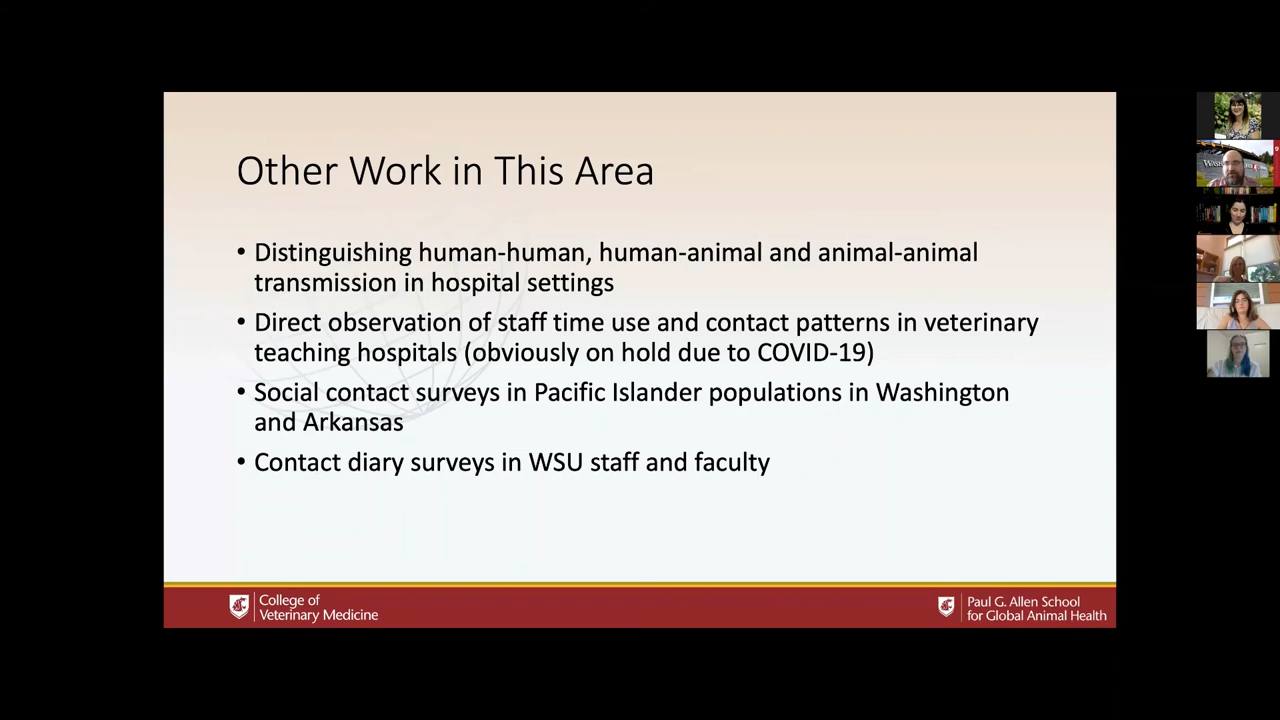 Other Work in This Area
• Distinguishing human-human, human-animal and animal-animal
transmission in hospital settings
• Direct observation of staff time use and contact patterns in veterinary
teaching hospitals (obviously on hold due to COVID-19)
• Social contact surveys in Pacific Islander populations in Washington
and Arkansas
• Contact diary surveys in WSU staff and faculty
College of
Veterinary Medicine
Paul G. Allen School
for Global Animal Health